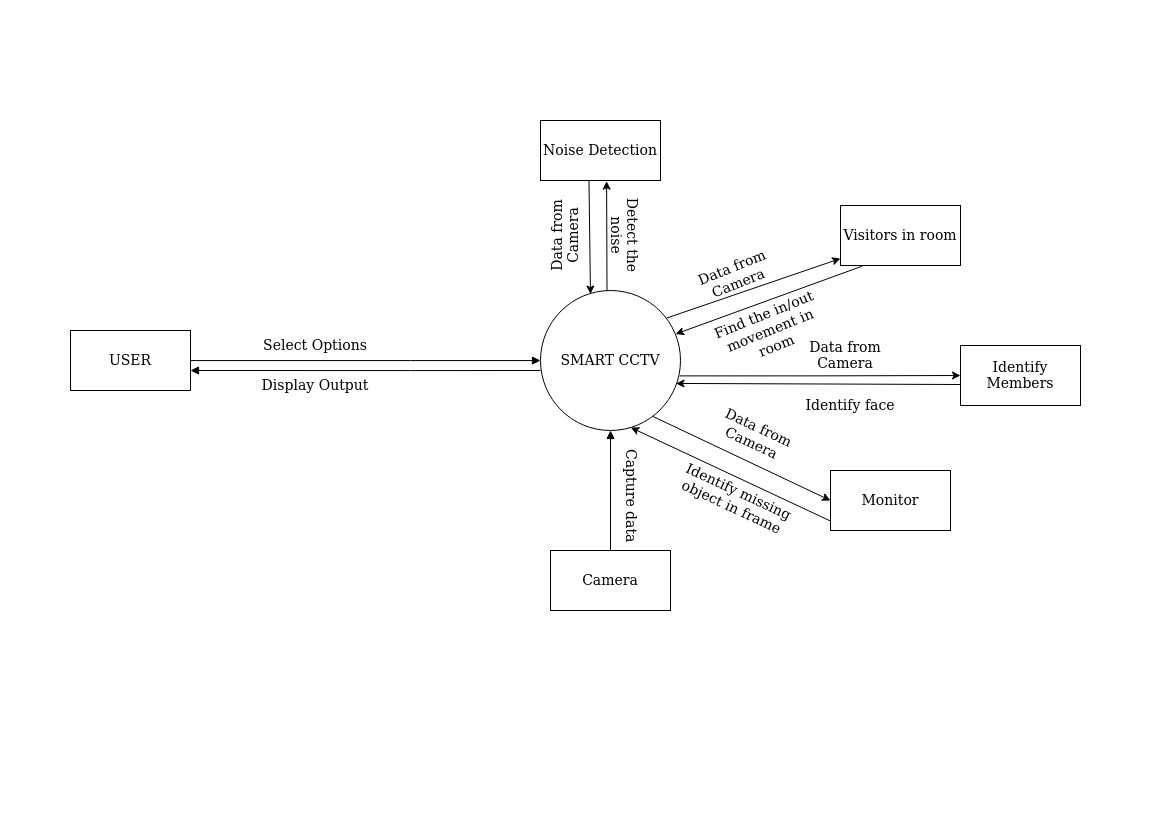 Noise Detection
Data from
Camera
Detect the
noise
Visitors in room
Data from
Camera
Find the in/out
movement in
room
USER
Select Options
Display Output
SMART CCTV
Data from
Camera
Identify face
Identify
Members
Data from
Camera
Identify missing
object in frame
Monitor
Capture data
Camera